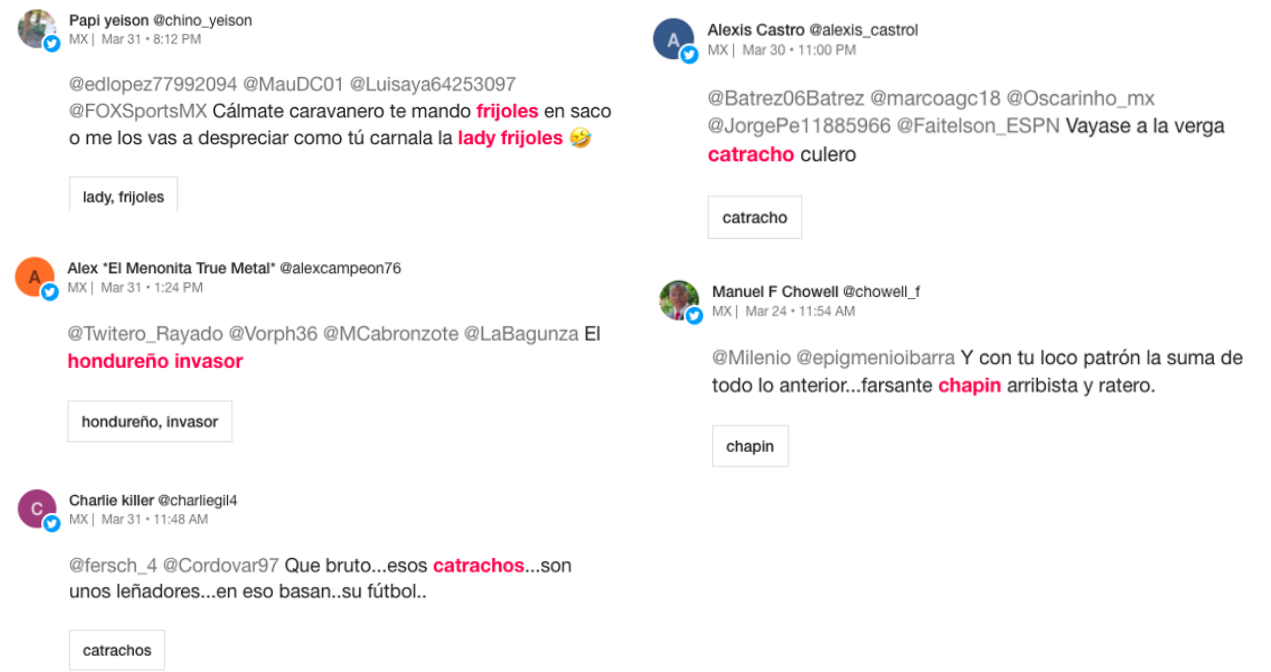 Papi yeison @chino_yeison
MX | Mar 31 • 8:12 PM
@edlopez77992094 @MauDC01 @Luisaya64253097
@FOXSportsMX Cálmate caravanero te mando frijoles en saco
o me los vas a despreciar como tú carnala la lady frijoles 🤣
lady, frijoles
Alex *El Menonita True Metal* @alexcampeon76
MX | Mar 31 • 1:24 PM
@Twitero_Rayado @Vorph36 @MCabronzote @LaBagunza El
hondureño invasor
hondureño, invasor
C
Charlie killer @charliegil4
MX | Mar 31 • 11:48 AM
@fersch_4 @Cordovar97 Que bruto...esos catrachos...son
unos leñadores...en eso basan..su fútbol..
catrachos
A
Alexis Castro @alexis_castrol
MX | Mar 30 • 11:00 PM
@Batrez06Batrez @marcoagc18 @Oscarinho_mx
@JorgePe11885966 @Faitelson_ESPN Vayase a la verga
catracho culero
catracho
Manuel F Chowell @chowell_f
MX | Mar 24 • 11:54 AM
@Milenio @epigmenioibarra Y con tu loco patrón la suma de
todo lo anterior...farsante chapin arribista y ratero.
chapin